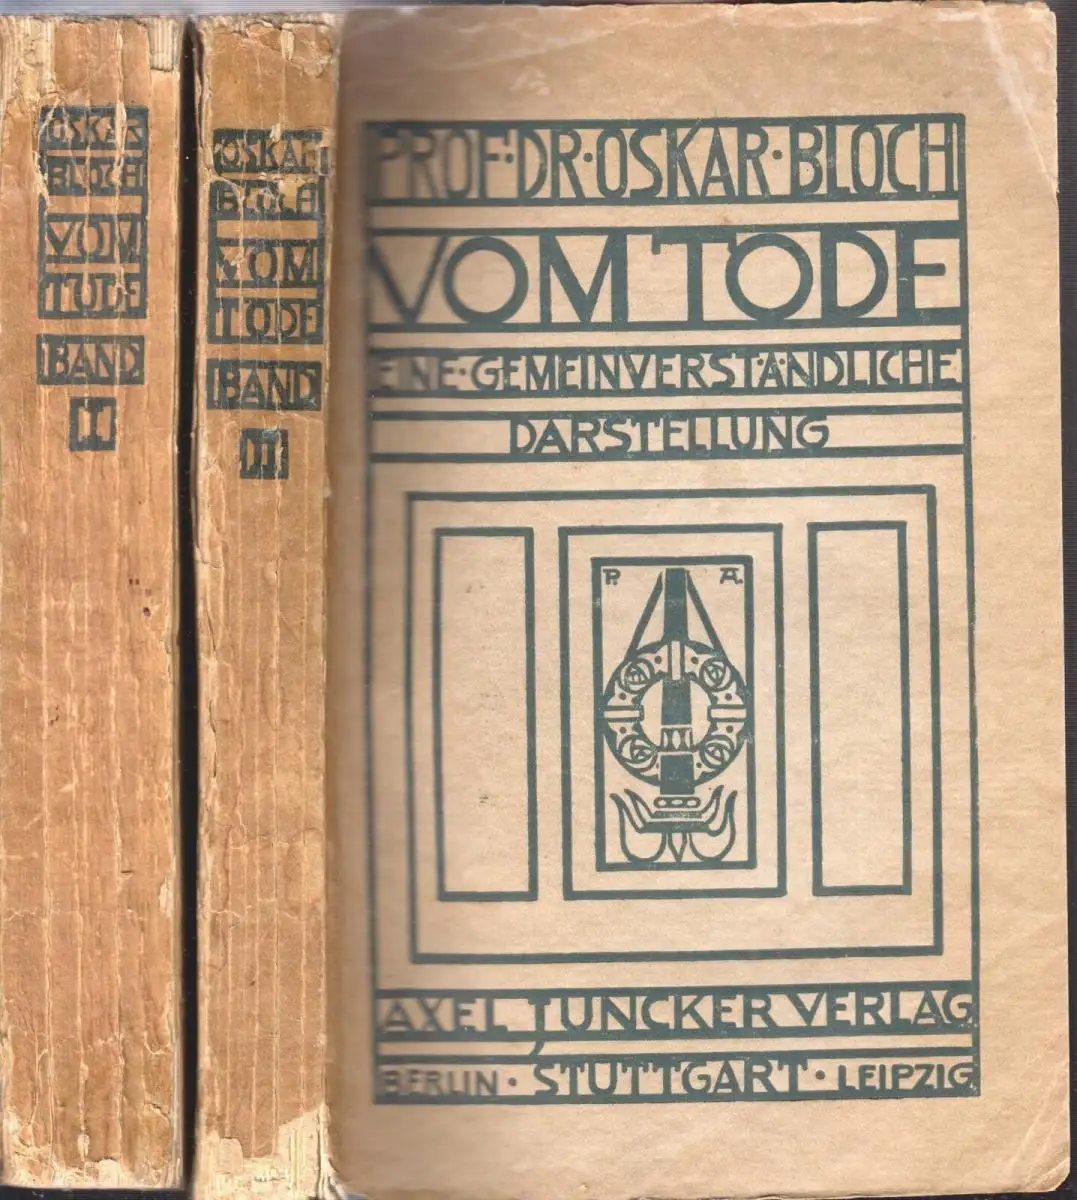 OSKAR
BLOCH
VOM
TODE
BAND
I
OSKAR
BLOCH
VOM
TODE
BAND
II
PROF·DR·OSKAR·BLOCH
VOM TODE
EINE·GEMEINVERSTÄNDLICHE
DARSTELLUNG
P. A.
AXEL JUNCKER VERLAG
BERLIN · STUTTGART · LEIPZIG